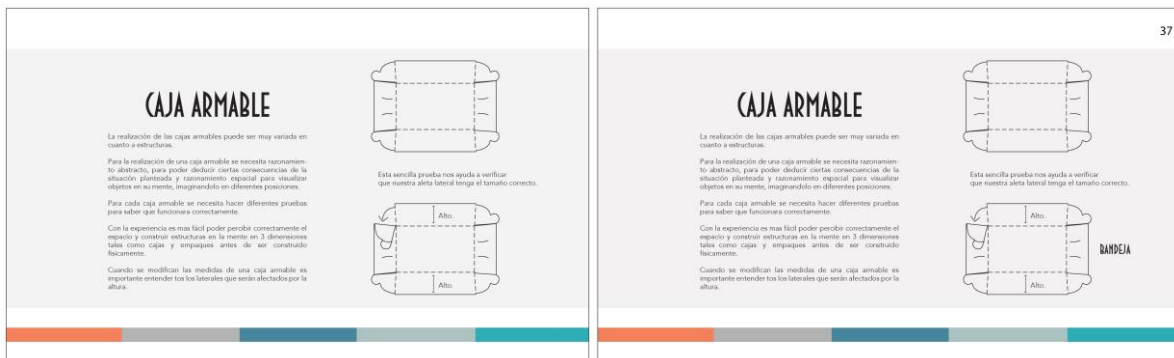 CAJA ARMABLE
La realización de las cajas armables puede ser muy variada en
cuanto a estructuras.
Para la realización de una caja armable se necesita razonamien-
to abstracto, para poder deducir ciertas consecuencias de la
situación planteada y razonamiento espacial para visualizar
objetos en su mente, imaginandolo en diferentes posiciones.
Para cada caja armable se necesita hacer diferentes pruebas
para saber que funcionara correctamente.
Con la experiencia es mas fácil poder percibir correctamente el
espacio y construir estructuras en la mente en 3 dimensiones
tales como cajas y empaques antes de ser construido
físicamente.
Cuando se modifican las medidas de una caja armable es
importante entender tos los laterales que serán afectados por la
altura.
Esta sencilla prueba nos ayuda a verificar
que nuestra aleta lateral tenga el tamaño correcto.
Alto.
Alto.
37
CAJA ARMABLE
La realización de las cajas armables puede ser muy variada en
cuanto a estructuras.
Para la realización de una caja armable se necesita razonamien-
to abstracto, para poder deducir ciertas consecuencias de la
situación planteada y razonamiento espacial para visualizar
objetos en su mente, imaginandolo en diferentes posiciones.
Para cada caja armable se necesita hacer diferentes pruebas
para saber que funcionara correctamente.
Con la experiencia es mas fácil poder percibir correctamente el
espacio y construir estructuras en la mente en 3 dimensiones
tales como cajas y empaques antes de ser construido
físicamente.
Cuando se modifican las medidas de una caja armable es
importante entender tos los laterales que serán afectados por la
altura.
Esta sencilla prueba nos ayuda a verificar
que nuestra aleta lateral tenga el tamaño correcto.
Alto.
BANDEJA
Alto.